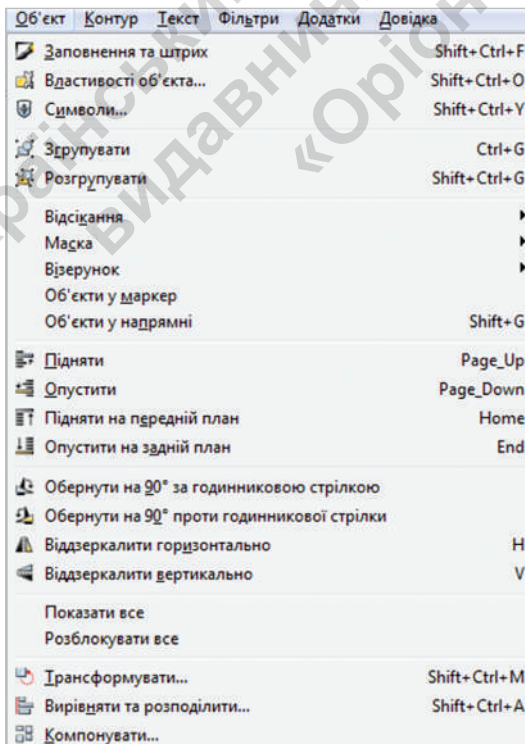 Об'єкт Контур Текст Фільтри Додатки Довідка
Заповнення та штрих Shift+Ctrl+F
Властивості об'єкта... Shift+Ctrl+O
Символи... Shift+Ctrl+Y
Згрупувати Ctrl+G
Розгрупувати Shift+Ctrl+G
Відсікання
Маска
Візерунок
Об'єкти у маркер
Об'єкти у напрямні Shift+G
Підняти Page_Up
Опустити Page_Down
Підняти на передній план Home
Опустити на задній план End
Обернути на 90° за годинниковою стрілкою
Обернути на 90° проти годинникової стрілки
Віддзеркалити горизонтально H
Віддзеркалити вертикально V
Показати все
Розблокувати все
Трансформувати... Shift+Ctrl+M
Вирівняти та розподілити... Shift+Ctrl+A
Компонувати...
«Оріон